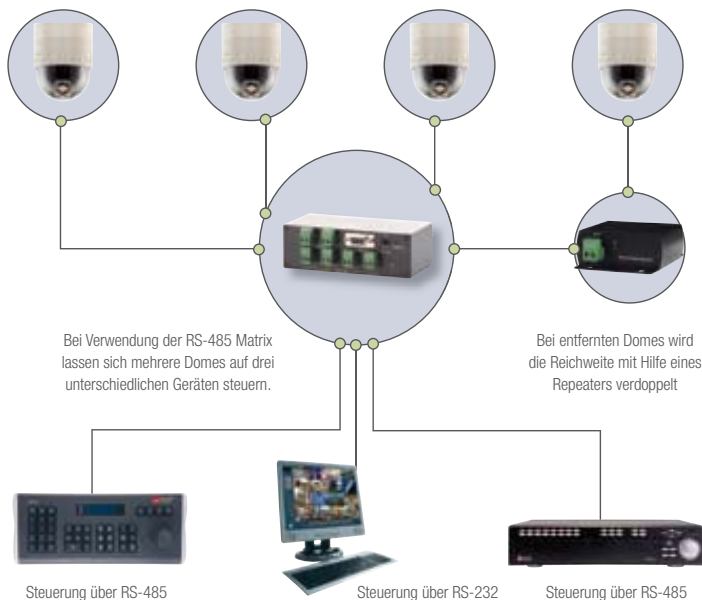 Bei Verwendung der RS-485 Matrix
lassen sich mehrere Domes auf drei
unterschiedlichen Geräten steuern.
Bei entfernten Domes wird
die Reichweite mit Hilfe eines
Repeaters verdoppelt
Steuerung über RS-485
Steuerung über RS-232
Steuerung über RS-485